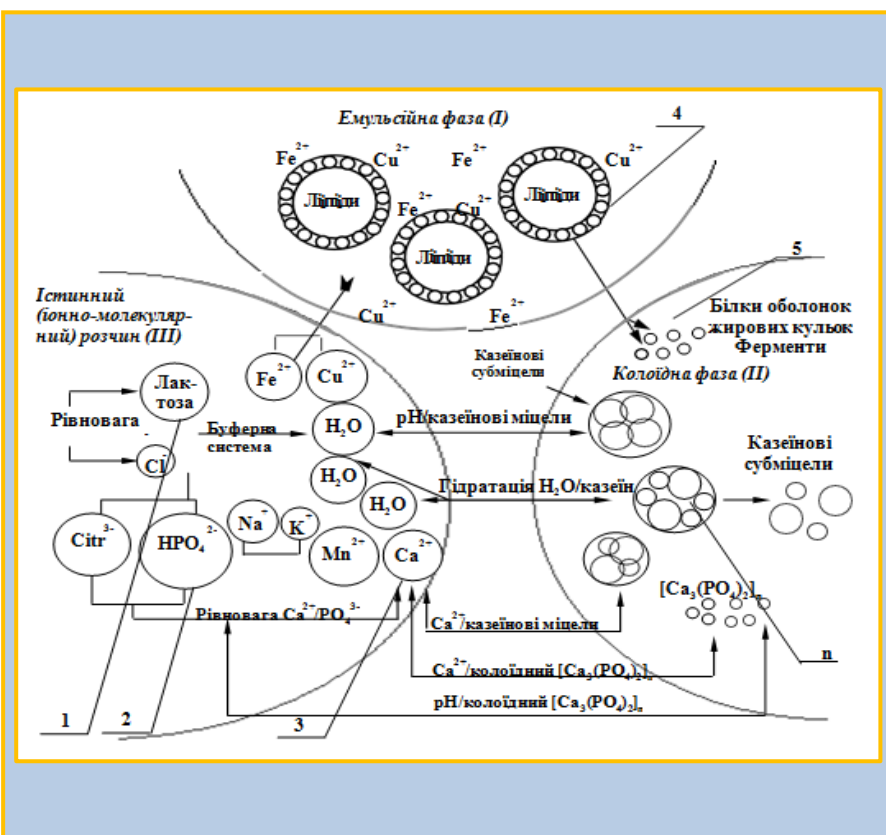 Емульсійна фаза (I)
4
Fe2+
Cu2+
Fe2+
Cu2+
Ліпіди
Ліпіди
Fe2+
Cu2+
Ліпіди
5
Cu2+
Fe2+
Істинний
(іонно-молекуляр-
ний) розчин (III)
Білки оболонок
жирових кульок
Ферменти
Казеїнові
субміцели
Колоїдна фаза (II)
Fe2+
Cu2+
Лак-
тоза
Рівновага
Буферна
система
H2O
pH/казеїнові міцели
Казеїнові
субміцели
Cl-
H2O
Гідратація H2O/казеїн
H2O
Citr3-
HPO42-
Na+
K+
Mn2+
Ca2+
[Ca3(PO4)2]n
Рівновага Ca2+/PO43-
Ca2+/казеїнові міцели
n
Ca2+/колоїдний [Ca3(PO4)2]n
pH/колоїдний [Ca3(PO4)2]n
1
2
3